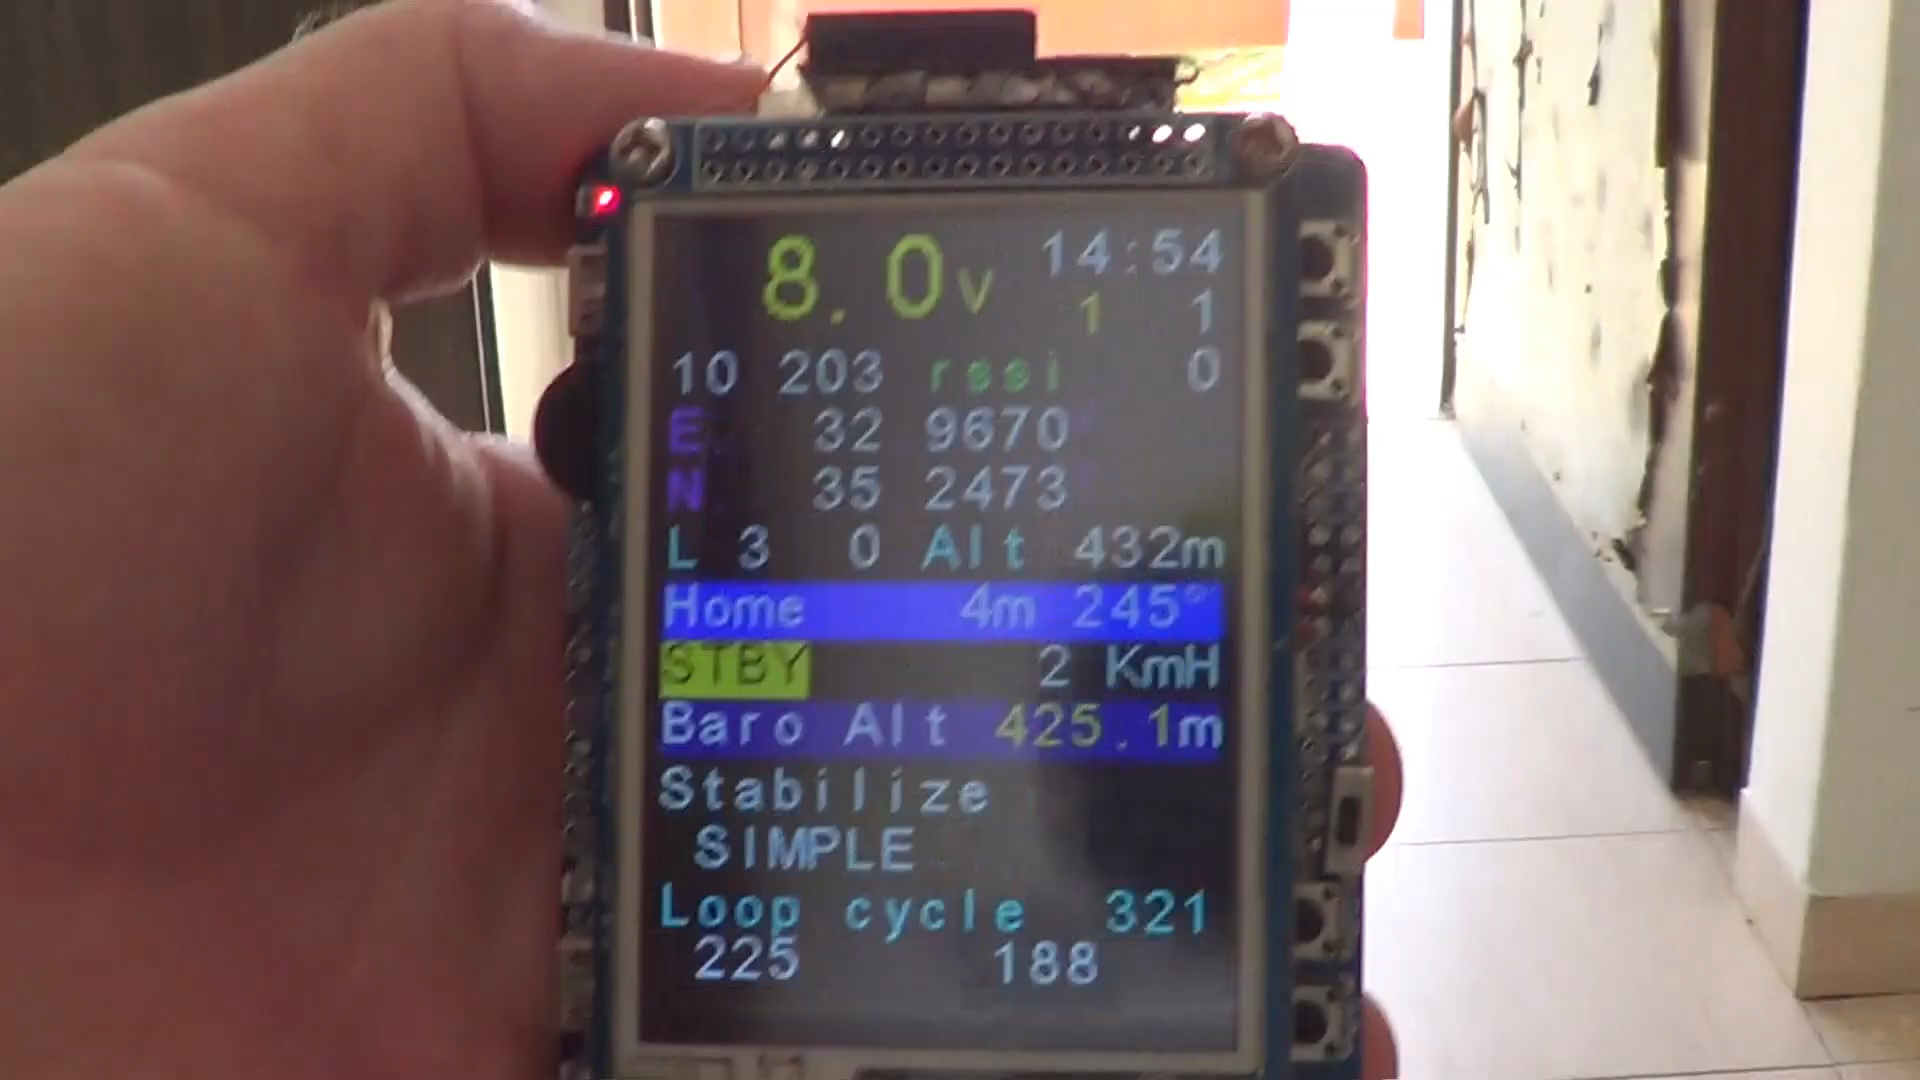 8.0v 14:54
1 1
10 203 rssi 0
E 32 9670
N 35 2473
L 3 0 Alt 432m
Home 4m 245°
STBY 2 KmH
Baro Alt 425.1m
Stabilize
SIMPLE
Loop cycle 321
225 188